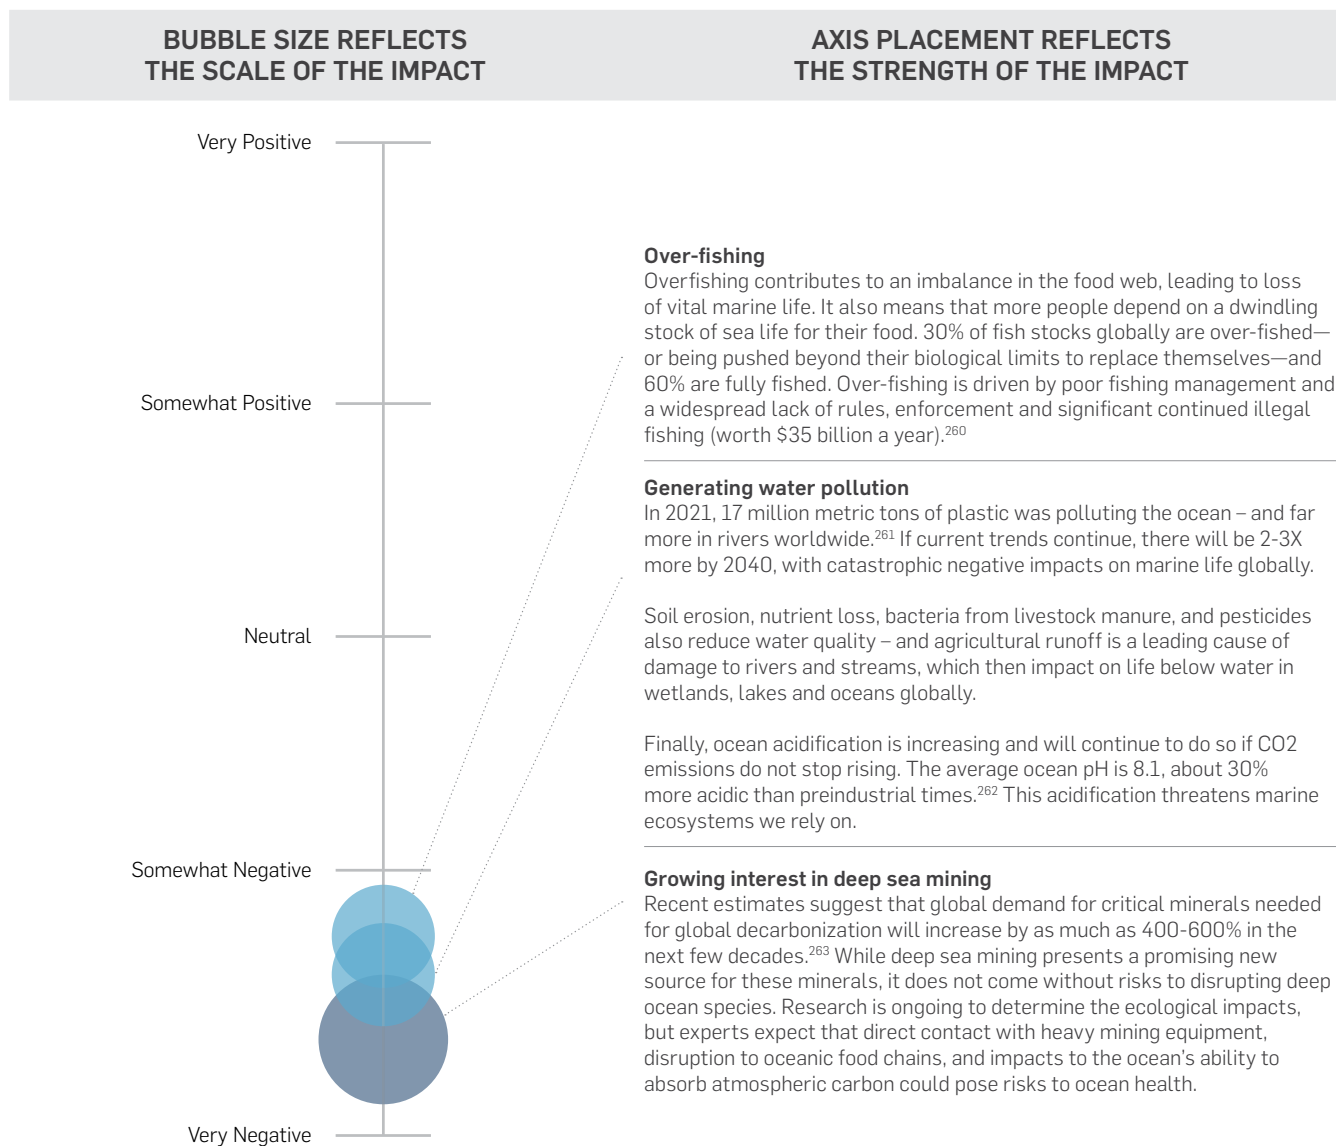 BUBBLE SIZE REFLECTS
THE SCALE OF THE IMPACT
AXIS PLACEMENT REFLECTS
THE STRENGTH OF THE IMPACT
Very Positive
Somewhat Positive
Neutral
Somewhat Negative
Very Negative
Over-fishing
Overfishing contributes to an imbalance in the food web, leading to loss
of vital marine life. It also means that more people depend on a dwindling
stock of sea life for their food. 30% of fish stocks globally are over-fished—
or being pushed beyond their biological limits to replace themselves—and
60% are fully fished. Over-fishing is driven by poor fishing management and
a widespread lack of rules, enforcement and significant continued illegal
fishing (worth $35 billion a year).260
Generating water pollution
In 2021, 17 million metric tons of plastic was polluting the ocean – and far
more in rivers worldwide.261 If current trends continue, there will be 2-3X
more by 2040, with catastrophic negative impacts on marine life globally.
Soil erosion, nutrient loss, bacteria from livestock manure, and pesticides
also reduce water quality – and agricultural runoff is a leading cause of
damage to rivers and streams, which then impact on life below water in
wetlands, lakes and oceans globally.
Finally, ocean acidification is increasing and will continue to do so if CO2
emissions do not stop rising. The average ocean pH is 8.1, about 30%
more acidic than preindustrial times.262 This acidification threatens marine
ecosystems we rely on.
Growing interest in deep sea mining
Recent estimates suggest that global demand for critical minerals needed
for global decarbonization will increase by as much as 400-600% in the
next few decades.263 While deep sea mining presents a promising new
source for these minerals, it does not come without risks to disrupting deep
ocean species. Research is ongoing to determine the ecological impacts,
but experts expect that direct contact with heavy mining equipment,
disruption to oceanic food chains, and impacts to the ocean's ability to
absorb atmospheric carbon could pose risks to ocean health.